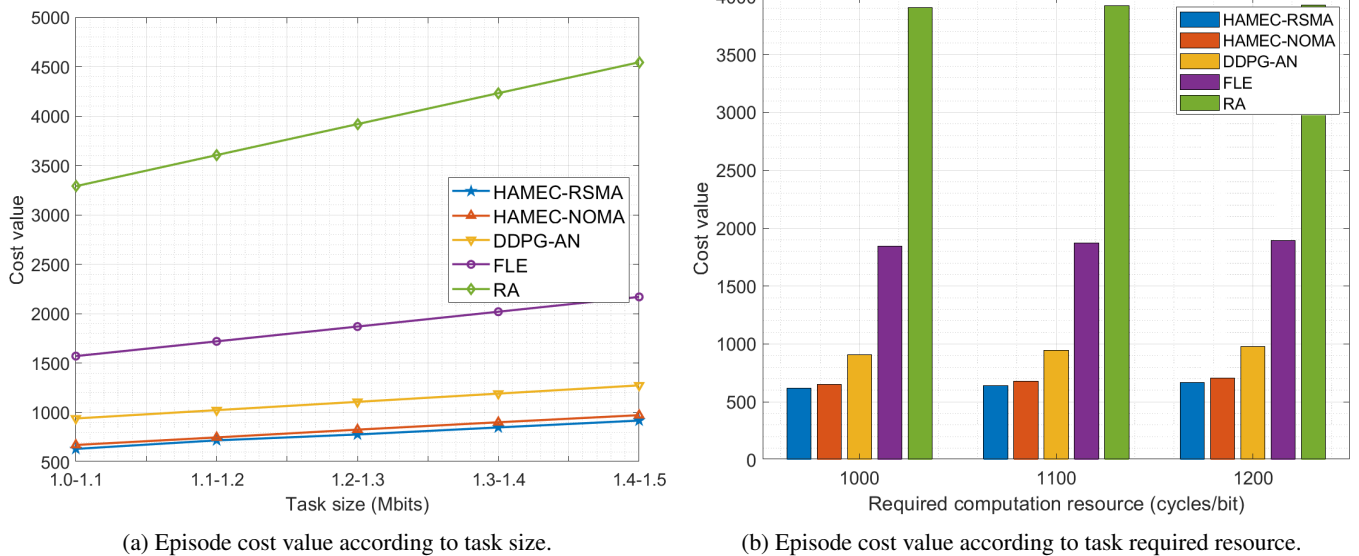 5000
4500
4000
3500
3000
2500
2000
1500
1000
500
Cost value
1.0-1.1
1.1-1.2
1.2-1.3
1.3-1.4
1.4-1.5
Task size (Mbits)
HAMEC-RSMA
HAMEC-NOMA
DDPG-AN
FLE
RA
(a) Episode cost value according to task size.
4000
3500
3000
2500
2000
1500
1000
500
0
Cost value
1000
1100
1200
Required computation resource (cycles/bit)
HAMEC-RSMA
HAMEC-NOMA
DDPG-AN
FLE
RA
(b) Episode cost value according to task required resource.